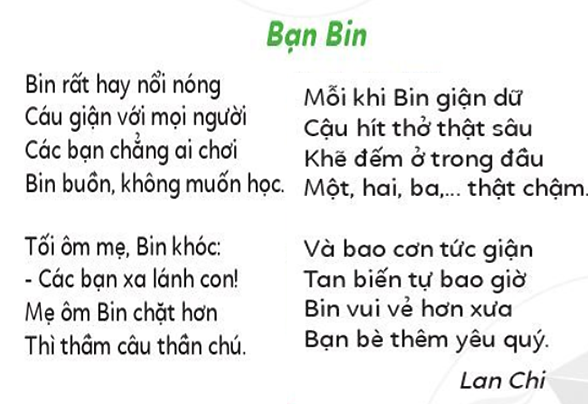 Bạn Bin
Bin rất hay nổi nóng
Cáu giận với mọi người
Các bạn chẳng ai chơi
Bin buồn, không muốn học.
Tối ôm mẹ, Bin khóc:
- Các bạn xa lánh con!
Mẹ ôm Bin chặt hơn
Thì thầm câu thần chú.
Mỗi khi Bin giận dữ
Cậu hít thở thật sâu
Khẽ đếm ở trong đầu
Một, hai, ba,... thật chậm.
Và bao cơn tức giận
Tan biến tự bao giờ
Bin vui vẻ hơn xưa
Bạn bè thêm yêu quý.
Lan Chi